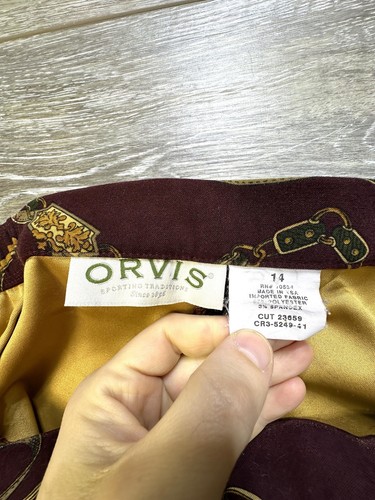 ORVIS
SPORTING TRADITIONS
Since 1856
14
MADE IN USA
IMPORTED FABRIC
POLYESTER
SPANDEX
CUT 23659
CR3-5249-41